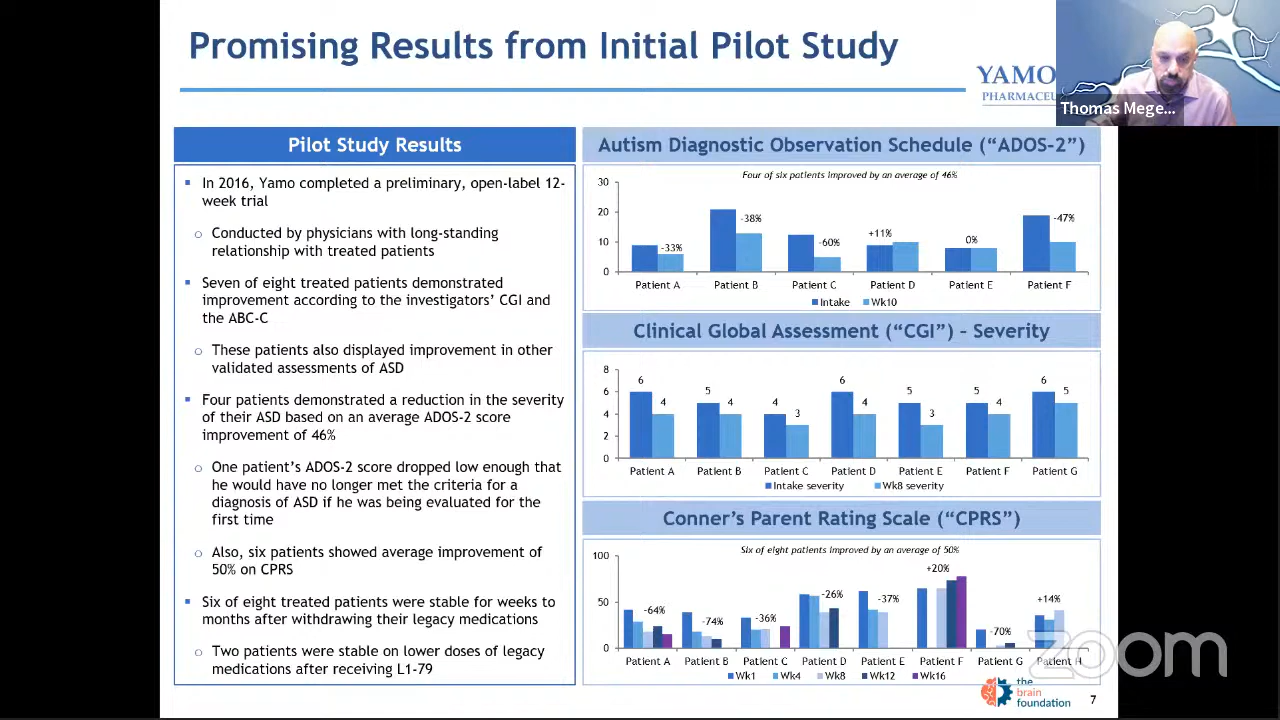 Promising Results from Initial Pilot Study
YAMO
PHARMACEU
Thomas Mege...
Pilot Study Results
▪ In 2016, Yamo completed a preliminary, open-label 12-
week trial
o Conducted by physicians with long-standing
relationship with treated patients
▪ Seven of eight treated patients demonstrated
improvement according to the investigators’ CGI and
the ABC-C
o These patients also displayed improvement in other
validated assessments of ASD
▪ Four patients demonstrated a reduction in the severity
of their ASD based on an average ADOS-2 score
improvement of 46%
o One patient’s ADOS-2 score dropped low enough that
he would have no longer met the criteria for a
diagnosis of ASD if he was being evaluated for the
first time
o Also, six patients showed average improvement of
50% on CPRS
▪ Six of eight treated patients were stable for weeks to
months after withdrawing their legacy medications
o Two patients were stable on lower doses of legacy
medications after receiving L1-79
Autism Diagnostic Observation Schedule (“ADOS-2”)
Four of six patients improved by an average of 46%
30
20
10
0
-33% -38% -60% +11% 0% -47%
Patient A Patient B Patient C Patient D Patient E Patient F
Intake Wk10
Clinical Global Assessment (“CGI”) – Severity
8
6
4
2
0
6 4 5 4 4 3 6 4 5 3 5 4 6 5
Patient A Patient B Patient C Patient D Patient E Patient F Patient G
Intake severity Wk8 severity
Conner’s Parent Rating Scale (“CPRS”)
Six of eight patients improved by an average of 50%
100
50
0
-64% -74% -36% -26% -37% +20% -70% +14%
Patient A Patient B Patient C Patient D Patient E Patient F Patient G Patient H
Wk1 Wk4 Wk8 Wk12 Wk16
zoom
the
brain
foundation
7